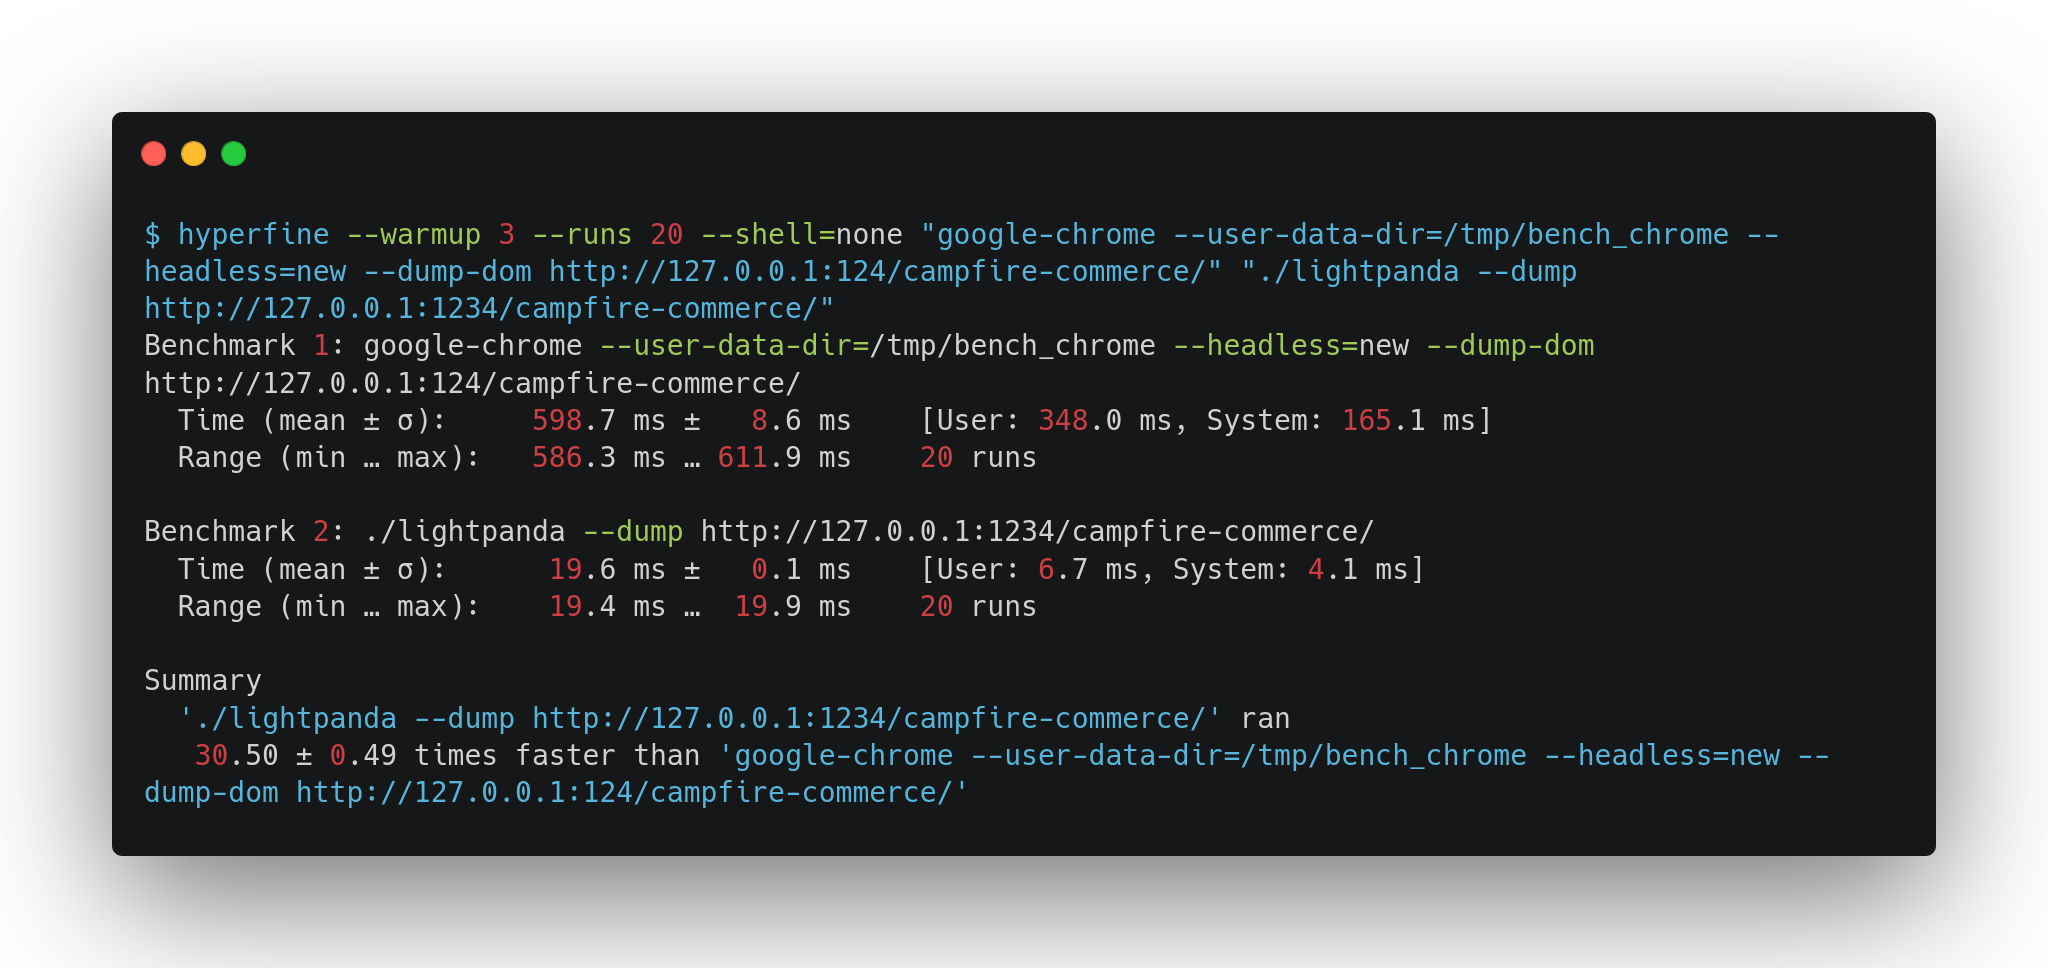 $ hyperfine --warmup 3 --runs 20 --shell=none "google-chrome --user-data-dir=/tmp/bench_chrome --
headless=new --dump-dom http://127.0.0.1:124/campfire-commerce/" "./lightpanda --dump
http://127.0.0.1:1234/campfire-commerce/"
Benchmark 1: google-chrome --user-data-dir=/tmp/bench_chrome --headless=new --dump-dom
http://127.0.0.1:124/campfire-commerce/
  Time (mean ± σ):     598.7 ms ±   8.6 ms    [User: 348.0 ms, System: 165.1 ms]
  Range (min … max):   586.3 ms … 611.9 ms    20 runs

Benchmark 2: ./lightpanda --dump http://127.0.0.1:1234/campfire-commerce/
  Time (mean ± σ):      19.6 ms ±   0.1 ms    [User: 6.7 ms, System: 4.1 ms]
  Range (min … max):    19.4 ms …  19.9 ms    20 runs

Summary
  './lightpanda --dump http://127.0.0.1:1234/campfire-commerce/' ran
   30.50 ± 0.49 times faster than 'google-chrome --user-data-dir=/tmp/bench_chrome --headless=new --
dump-dom http://127.0.0.1:124/campfire-commerce/'